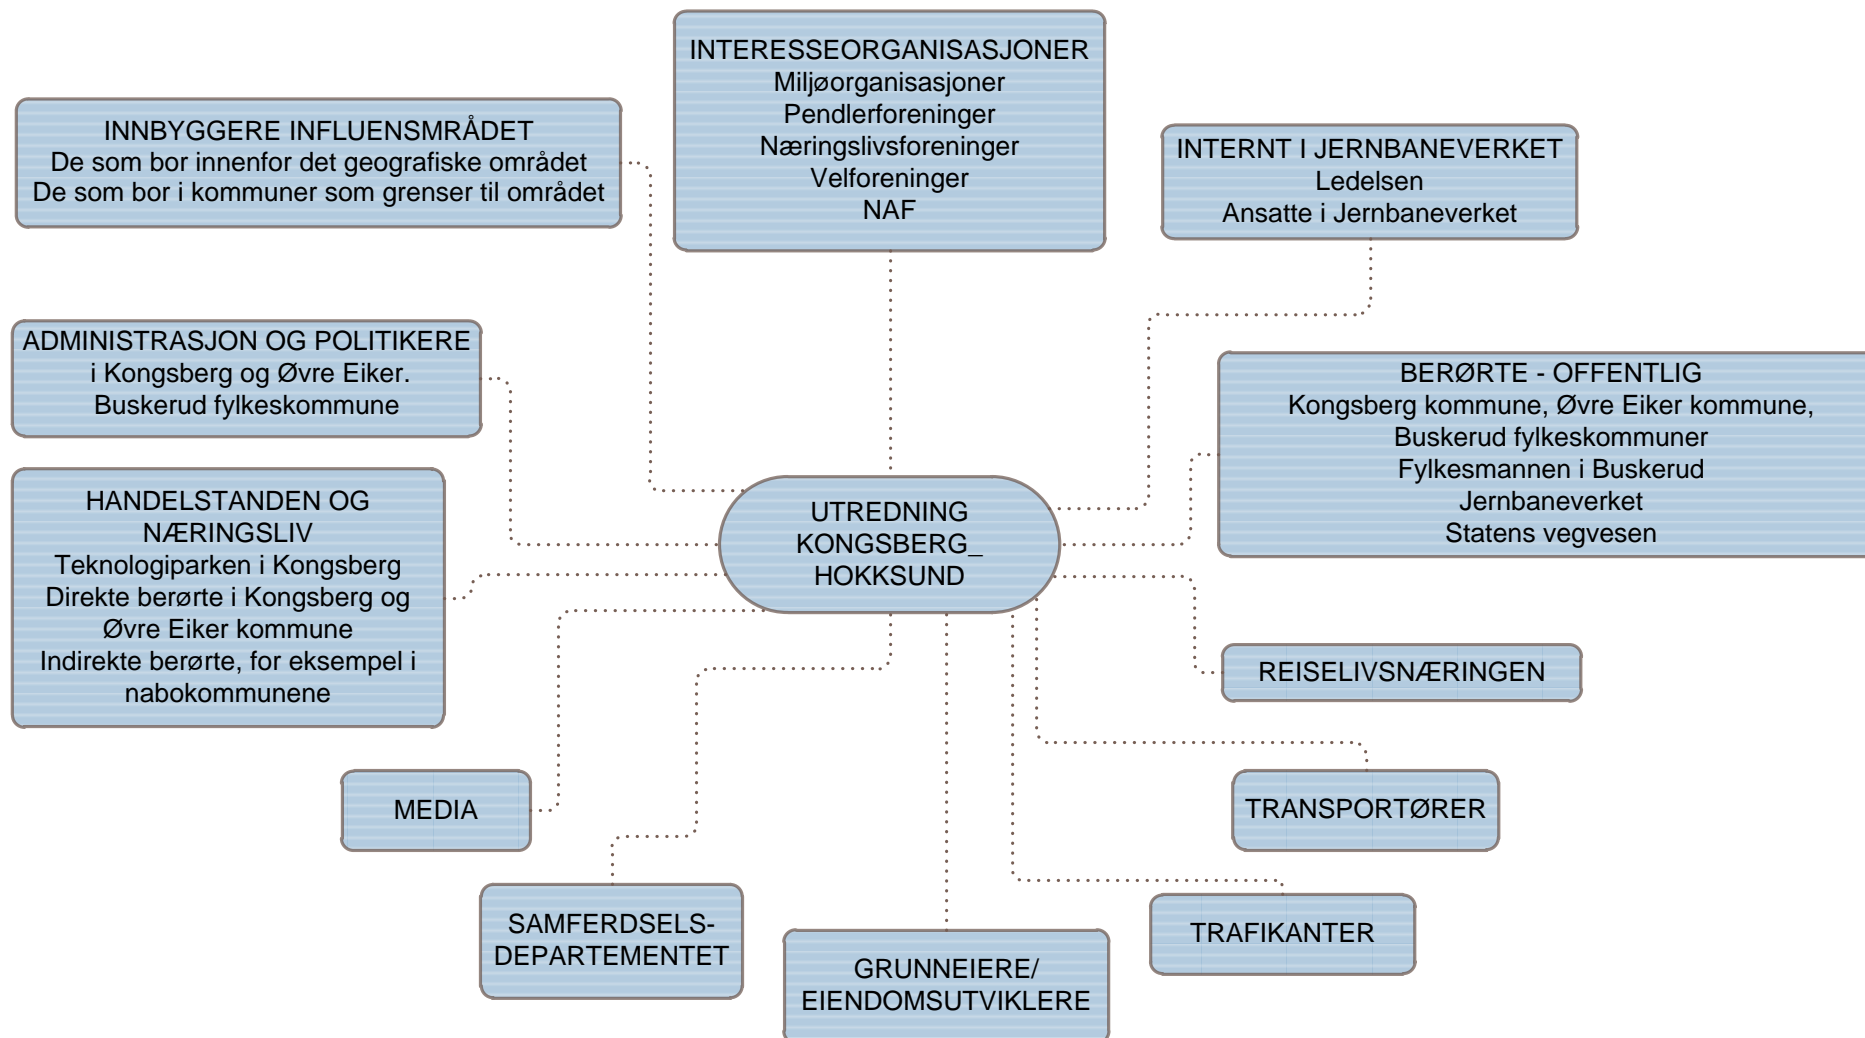 INTERESSEORGANISASJONER
Miljøorganisasjoner
Pendlerforeninger
Næringslivsforeninger
Velforeninger
NAF
INNBYGGERE INFLUENSMRÅDET
De som bor innenfor det geografiske området
De som bor i kommuner som grenser til området
INTERNT I JERNBANEVERKET
Ledelsen
Ansatte i Jernbaneverket
ADMINISTRASJON OG POLITIKERE
i Kongsberg og Øvre Eiker.
Buskerud fylkeskommune
BERØRTE - OFFENTLIG
Kongsberg kommune, Øvre Eiker kommune,
Buskerud fylkeskommuner
Fylkesmannen i Buskerud
Jernbaneverket
Statens vegvesen
HANDELSTANDEN OG
NÆRINGSLIV
Teknologiparken i Kongsberg
Direkte berørte i Kongsberg og
Øvre Eiker kommune
Indirekte berørte, for eksempel i
nabokommunene
UTREDNING
KONGSBERG_
HOKKSUND
REISELIVSNÆRINGEN
MEDIA
TRANSPORTØRER
SAMFERDSELS-
DEPARTEMENTET
TRAFIKANTER
GRUNNEIERE/
EIENDOMSUTVIKLERE